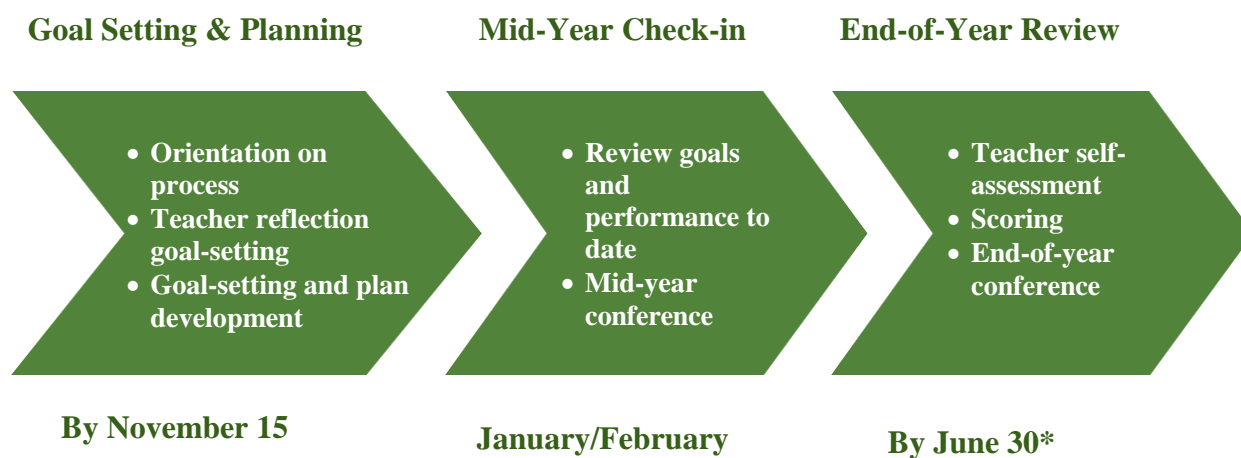 Goal Setting & Planning
Mid-Year Check-in
End-of-Year Review
• Orientation on
process
• Teacher reflection
goal-setting
• Goal-setting and plan
development
• Review goals
and
performance to
date
• Mid-year
conference
• Teacher self-
assessment
• Scoring
• End-of-year
conference
By November 15
January/February
By June 30*